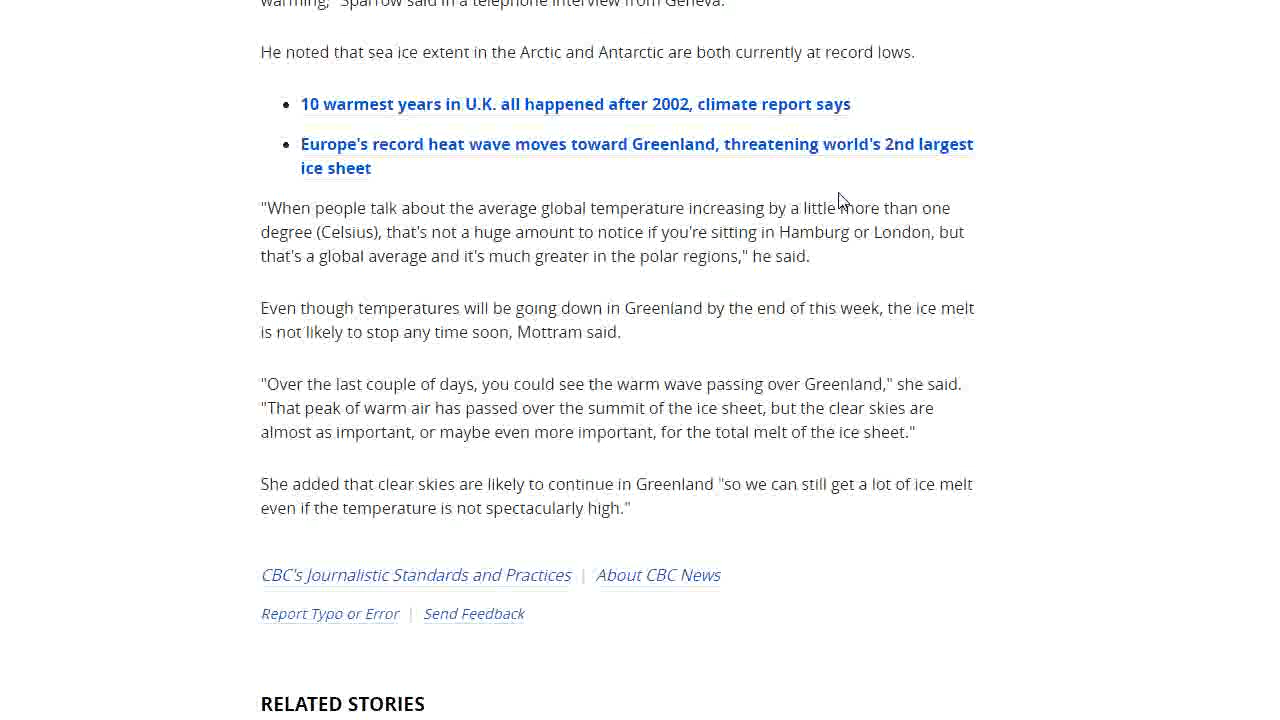 warming," Sparrow said in a telephone interview from Geneva.
He noted that sea ice extent in the Arctic and Antarctic are both currently at record lows.
10 warmest years in U.K. all happened after 2002, climate report says
Europe's record heat wave moves toward Greenland, threatening world's 2nd largest
ice sheet
"When people talk about the average global temperature increasing by a little more than one
degree (Celsius), that's not a huge amount to notice if you're sitting in Hamburg or London, but
that's a global average and it's much greater in the polar regions," he said.
Even though temperatures will be going down in Greenland by the end of this week, the ice melt
is not likely to stop any time soon, Mottram said.
"Over the last couple of days, you could see the warm wave passing over Greenland," she said.
"That peak of warm air has passed over the summit of the ice sheet, but the clear skies are
almost as important, or maybe even more important, for the total melt of the ice sheet."
She added that clear skies are likely to continue in Greenland "so we can still get a lot of ice melt
even if the temperature is not spectacularly high."
CBC's Journalistic Standards and Practices | About CBC News
Report Typo or Error | Send Feedback
RELATED STORIES